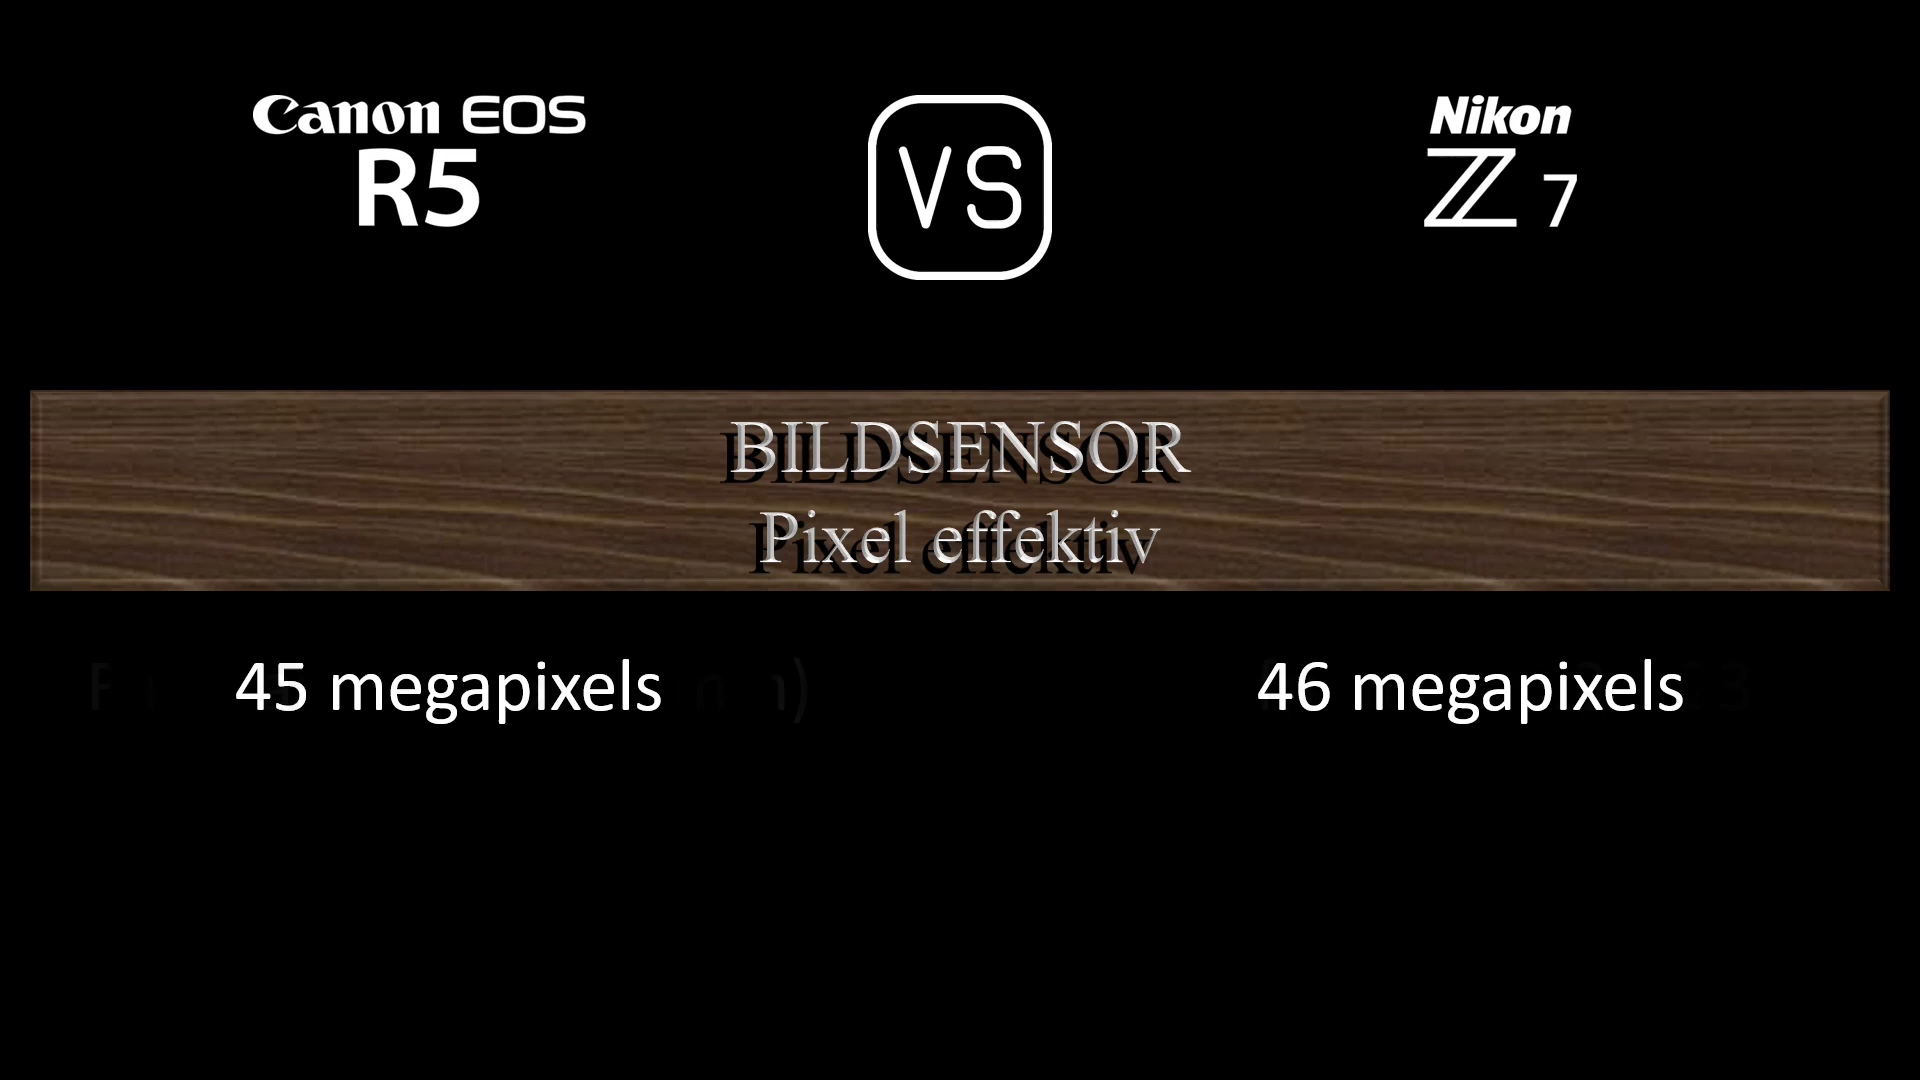 Canon EOS
R5
VS
Nikon
Z 7
BILDSENSOR
Pixel effektiv
45 megapixels
46 megapixels